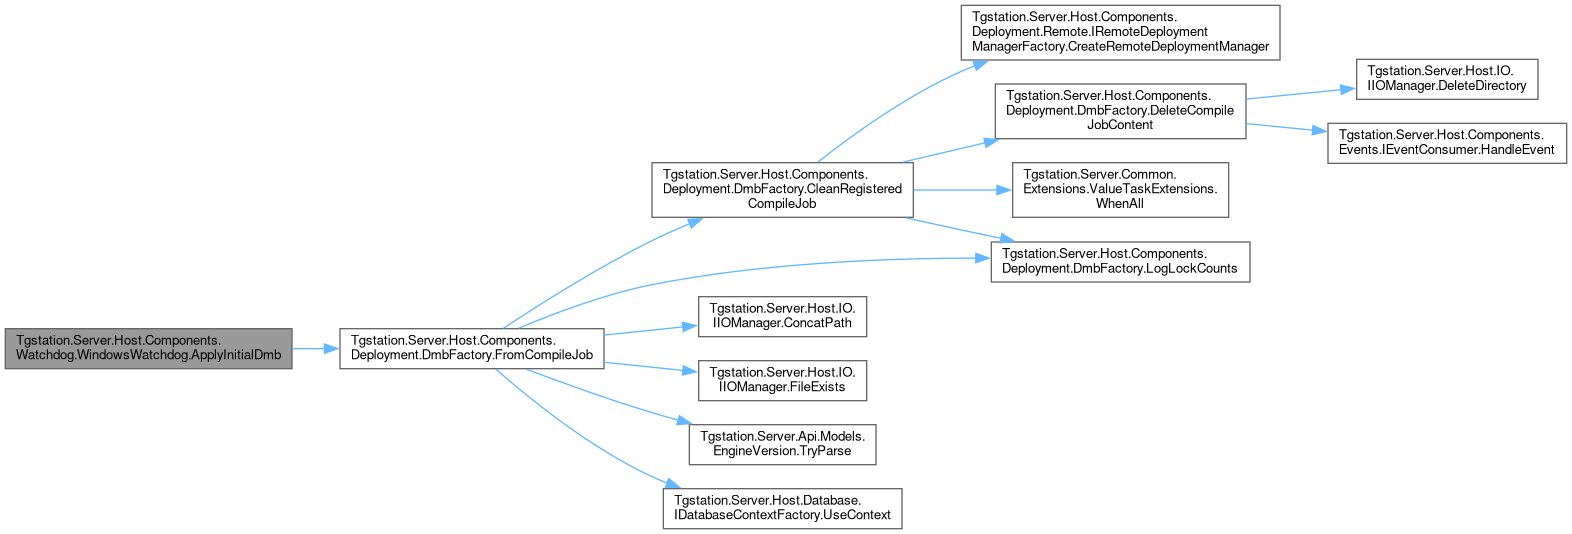 Tgstation.Server.Host.Components.
Watchdog.WindowsWatchdog.ApplyInitialDmb
Tgstation.Server.Host.Components.
Deployment.DmbFactory.FromCompileJob
Tgstation.Server.Host.Components.
Deployment.DmbFactory.CleanRegistered
CompileJob
Tgstation.Server.Host.Components.
Deployment.Remote.IRemoteDeployment
ManagerFactory.CreateRemoteDeploymentManager
Tgstation.Server.Host.Components.
Deployment.DmbFactory.DeleteCompile
JobContent
Tgstation.Server.Host.IO.
IIOManager.DeleteDirectory
Tgstation.Server.Host.Components.
Events.IEventConsumer.HandleEvent
Tgstation.Server.Common.
Extensions.ValueTaskExtensions.
WhenAll
Tgstation.Server.Host.Components.
Deployment.DmbFactory.LogLockCounts
Tgstation.Server.Host.IO.
IIOManager.ConcatPath
Tgstation.Server.Host.IO.
IIOManager.FileExists
Tgstation.Server.Api.Models.
EngineVersion.TryParse
Tgstation.Server.Host.Database.
IDatabaseContextFactory.UseContext